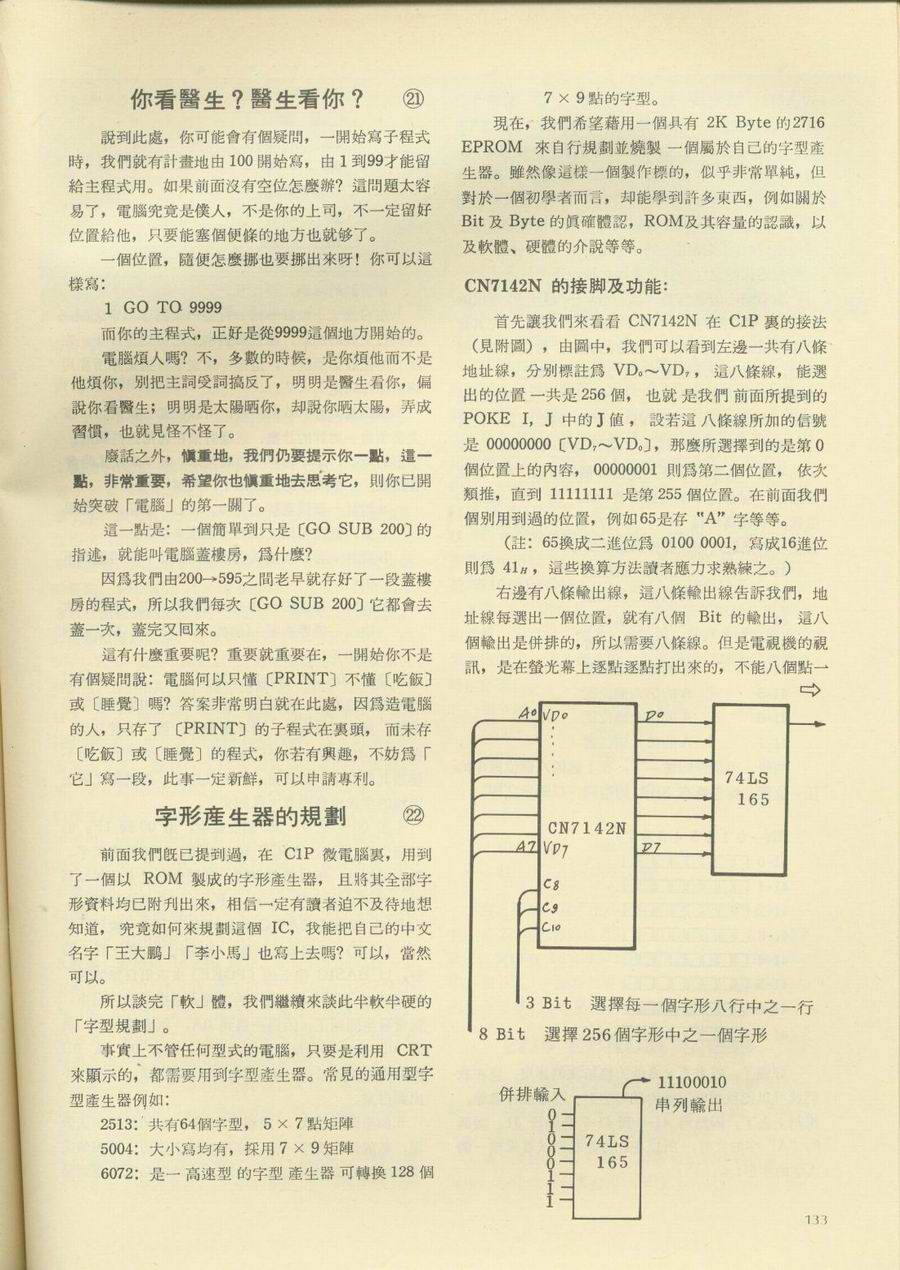 你看醫生？醫生看你？ ㉑
說到此處，你可能會有個疑問，一開始寫子程式
時，我們就有計畫地由 100 開始寫，由 1 到99才能留
給主程式用。如果前面沒有空位怎麼辦？這問題太容
易了，電腦究竟是僕人，不是你的上司，不一定留好
位置給他，只要能塞個便條的地方也就够了。
一個位置，隨便怎麼挪也要挪出來呀！你可以這
樣寫：
1 GO TO 9999
而你的主程式，正好是從9999這個地方開始的。
電腦煩人嗎？不，多數的時候，是你煩他而不是
他煩你，別把主詞受詞搞反了，明明是醫生看你，偏
說你看醫生；明明是太陽晒你，却說你晒太陽，弄成
習慣，也就見怪不怪了。
廢話之外，愼重地，我們仍要提示你一點，這一
點，非常重要，希望你也愼重地去思考它，則你已開
始突破「電腦」的第一關了。
這一點是：一個簡單到只是〔GO SUB 200〕的
指述，就能叫電腦蓋樓房，爲什麼？
因爲我們由200→595之間老早就存好了一段蓋樓
房的程式，所以我們每次〔GO SUB 200〕它都會去
蓋一次，蓋完又囘來。
這有什麼重要呢？重要就重要在，一開始你不是
有個疑問說：電腦何以只懂〔PRINT〕不懂〔吃飯〕
或〔睡覺〕嗎？答案非常明白就在此處，因爲造電腦
的人，只存了〔PRINT〕的子程式在裏頭，而未存
〔吃飯〕或〔睡覺〕的程式，你若有興趣，不妨爲「
它」寫一段，此事一定新鮮，可以申請專利。
字形産生器的規劃 ㉒
前面我們旣已提到過，在 C1P 微電腦裏，用到
了一個以 ROM 製成的字形產生器，且將其全部字
形資料均已附刋出來，相信一定有讀者迫不及待地想
知道，究竟如何來規劃這個 IC，我能把自己的中文
名字「王大鵬」「李小馬」也寫上去嗎？可以，當然
可以。
所以談完「軟」體，我們繼續來談此半軟半硬的
「字型規劃」。
事實上不管任何型式的電腦，只要是利用 CRT
來顯示的，都需要用到字型產生器。常見的通用型字
型產生器例如：
2513：共有64個字型，5 × 7 點矩陣
5004：大小寫均有，採用 7 × 9 矩陣
6072：是一高速型的字型產生器可轉換 128 個
7 × 9 點的字型。
現在，我們希望藉用一個具有 2K Byte 的2716
EPROM 來自行規劃並燒製一個屬於自己的字型產
生器。雖然像這樣一個製作標的，似乎非常單純，但
對於一個初學者而言，却能學到許多東西，例如關於
Bit 及 Byte 的眞確體認，ROM及其容量的認識，以
及軟體、硬體的介說等等。
CN7142N 的接脚及功能：
首先讓我們來看看 CN7142N 在 C1P 裏的接法
（見附圖），由圖中，我們可以看到左邊一共有八條
地址線，分別標註爲 VD₀～VD₇，這八條線，能選
出的位置一共是 256 個，也就是我們前面所提到的
POKE I，J 中的 J 值，設若這八條線所加的信號
是 00000000〔VD₇～VD₀〕，那麼所選擇到的是第 0
個位置上的內容，00000001 則爲第二個位置，依次
類推，直到 11111111 是第 255 個位置。在前面我們
個別用到過的位置，例如 65是存 “A” 字等等。
（註：65換成二進位爲 0100 0001，寫成16進位
則爲 41H，這些換算方法讀者應力求熟練之。）
右邊有八條輸出線，這八條輸出線告訴我們，地
址線每選出一個位置，就有八個 Bit 的輸出，這八
個輸出是併排的，所以需要八條線。但是電視機的視
訊，是在螢光幕上逐點逐點打出來的，不能八個點一
A0 VD0 D0
74LS
165
CN7142N
A7 VD7 D7
C8
C9
C10
3 Bit 選擇每一個字形八行中之一行
8 Bit 選擇 256 個字形中之一個字形
併排輸入
11100010
串列輸出
0
1
0
0
0
1
1
1
74LS
165
133